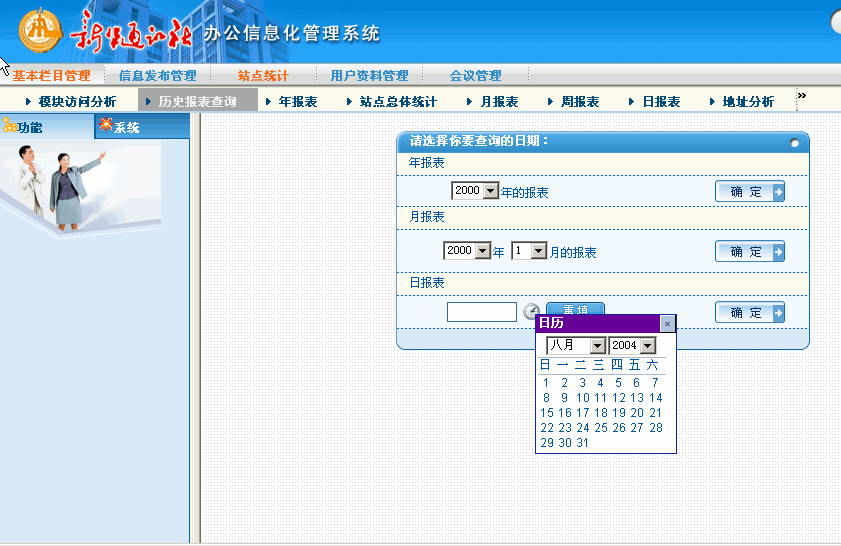 办公信息化管理系统
基本栏目管理 信息发布管理 站点统计 用户资料管理 会议管理
模块访问分析 历史报表查询 年报表 站点总体统计 月报表 周报表 日报表 地址分析 »
功能 系统
请选择你要查询的日期：
年报表
2000 年的报表 确 定
月报表
2000 年 1 月的报表 确 定
日报表
重 填 确 定
日历 ×
八月 2004
日 一 二 三 四 五 六
1 2 3 4 5 6 7
8 9 10 11 12 13 14
15 16 17 18 19 20 21
22 23 24 25 26 27 28
29 30 31